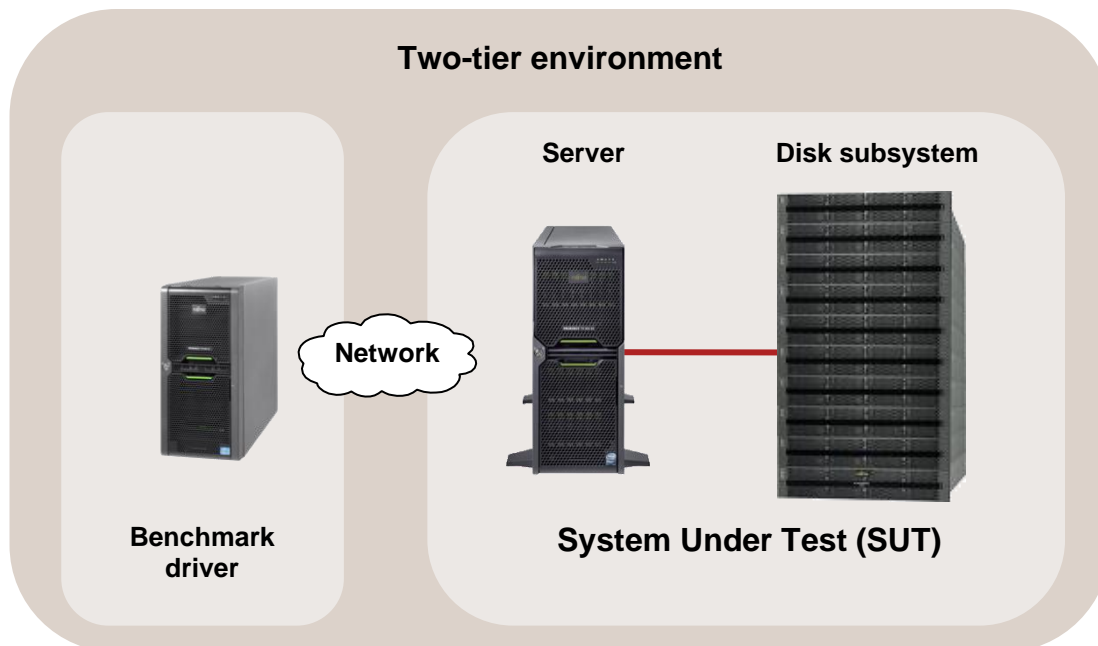 Two-tier environment
Server
Disk subsystem
Network
Benchmark
driver
System Under Test (SUT)